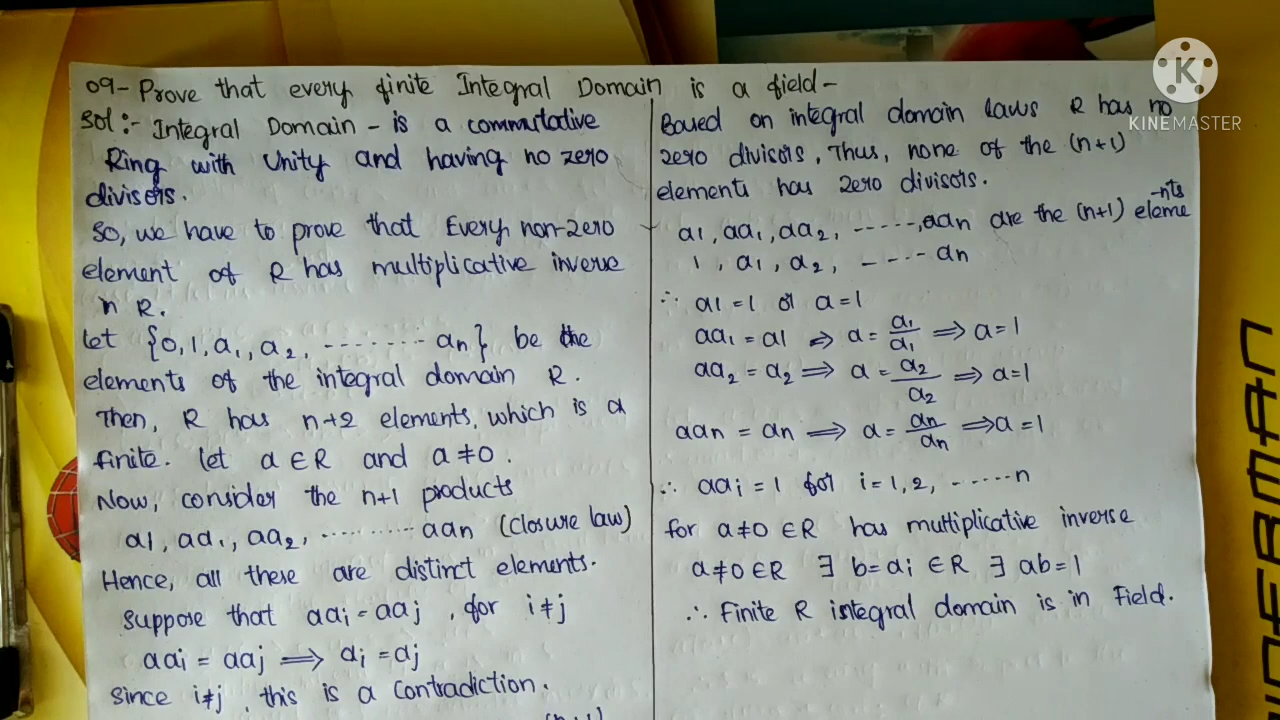 09- Prove that every finite Integral Domain is a field-
Sol:- Integral Domain - is a commutative
Ring with Unity and having no zero
divisors.
So, we have to prove that Every non-zero
element of R has multiplicative inverse
n R.
Let {0, 1, a₁, a₂, -------- an} be the
elements of the integral domain R.
Then, R has n+2 elements, which is a
finite. Let a ∈ R and a ≠ 0.
Now, consider the n+1 products
a1, aa₁, aa₂, ---------- aan (closure law)
Hence, all these are distinct elements.
Suppose that aai = aaj, for i ≠ j
aai = aaj ⟹ ai = aj
Since i ≠ j, this is a contradiction.
(n+1)
Based on integral domain laws R has no
zero divisors, Thus, none of the (n+1)
elements has zero divisors.
a1, aa₁, aa₂, ------, aan are the (n+1) eleme-nts
1, a₁, a₂, ------ an
∴ a1 = 1 or a = 1
aa₁ = a1 ⇒ a = a₁/a₁ ⟹ a = 1
aa₂ = a₂ ⟹ a = a₂/a₂ ⟹ a = 1
aan = an ⟹ a = an/an ⟹ a = 1
∴ aai = 1 for i = 1, 2, ------ n
for a ≠ 0 ∈ R has multiplicative inverse
a ≠ 0 ∈ R ∃ b = ai ∈ R ∃ ab = 1
∴ Finite R integral domain is in Field.
K
KINEMASTER